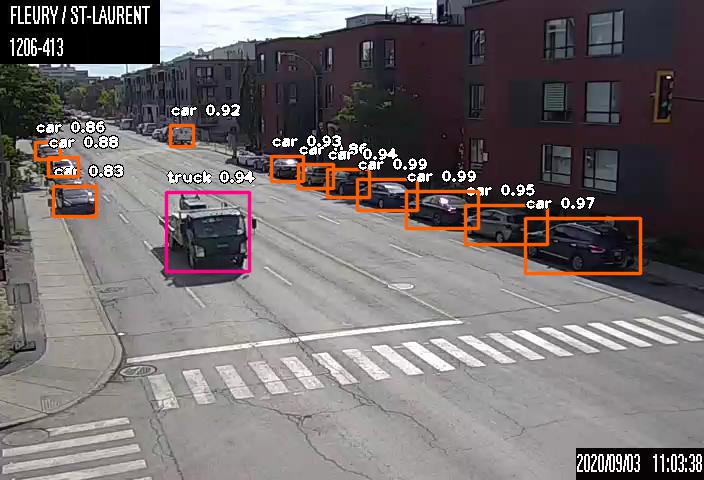 FLEURY / ST-LAURENT
1206-413
car 0.92
car 0.86
car 0.88
car 0.83
car 0.93
86
0.94
car 0.99
truck 0.94
car 0.99
car 0.95
car 0.97
2020/09/03 11:03:38